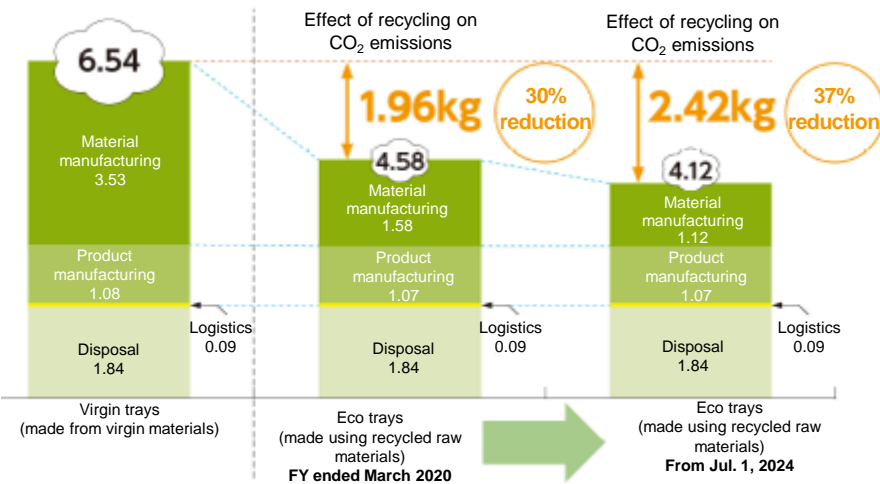 Effect of recycling on
CO₂ emissions
Effect of recycling on
CO₂ emissions
6.54
1.96kg
30%
reduction
2.42kg
37%
reduction
Material
manufacturing
3.53
4.58
Material
manufacturing
1.58
4.12
Material
manufacturing
1.12
Product
manufacturing
1.08
Product
manufacturing
1.07
Product
manufacturing
1.07
Logistics
0.09
Logistics
0.09
Logistics
0.09
Disposal
1.84
Disposal
1.84
Disposal
1.84
Virgin trays
(made from virgin materials)
Eco trays
(made using recycled raw
materials)
FY ended March 2020
Eco trays
(made using recycled raw
materials)
From Jul. 1, 2024